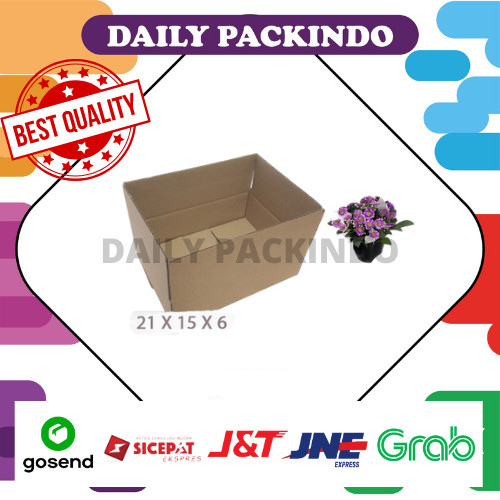 DAILY PACKINDO
BEST QUALITY
DAILY PACKINDO
21 X 15 X 6
gosend
SICEPAT
EKSPRES
J&T
JNE
EXPRESS
Grab